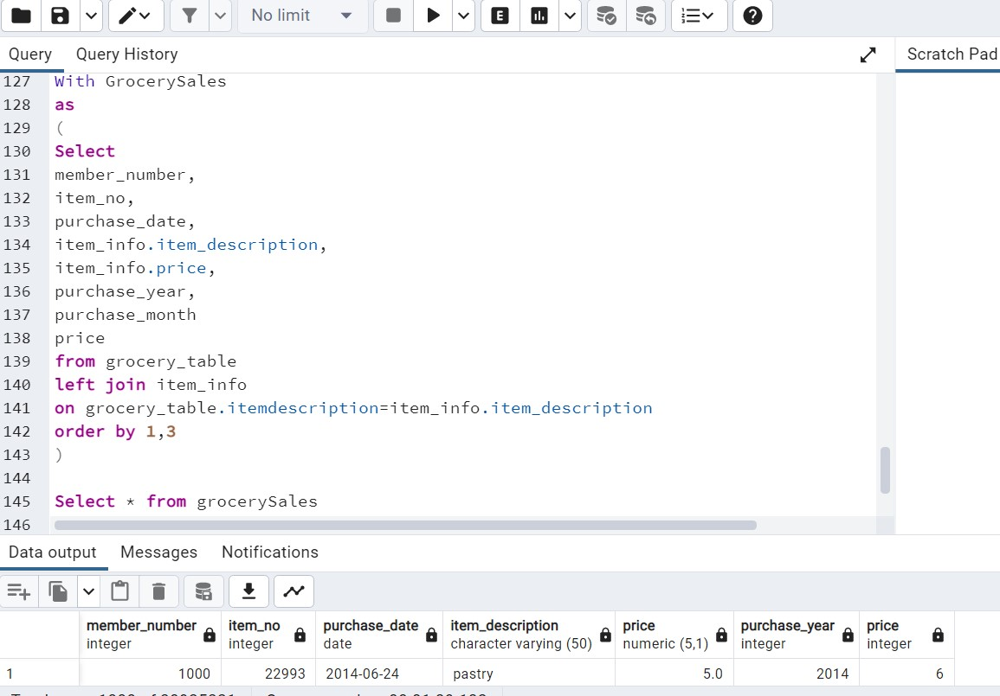 No limit
E
Query Query History Scratch Pad
127 With GrocerySales
128 as
129 (
130 Select
131 member_number,
132 item_no,
133 purchase_date,
134 item_info.item_description,
135 item_info.price,
136 purchase_year,
137 purchase_month
138 price
139 from grocery_table
140 left join item_info
141 on grocery_table.itemdescription=item_info.item_description
142 order by 1,3
143 )
144
145 Select * from grocerySales
146
Data output Messages Notifications
member_number item_no purchase_date item_description price purchase_year price
integer integer date character varying (50) numeric (5,1) integer integer
1 1000 22993 2014-06-24 pastry 5.0 2014 6